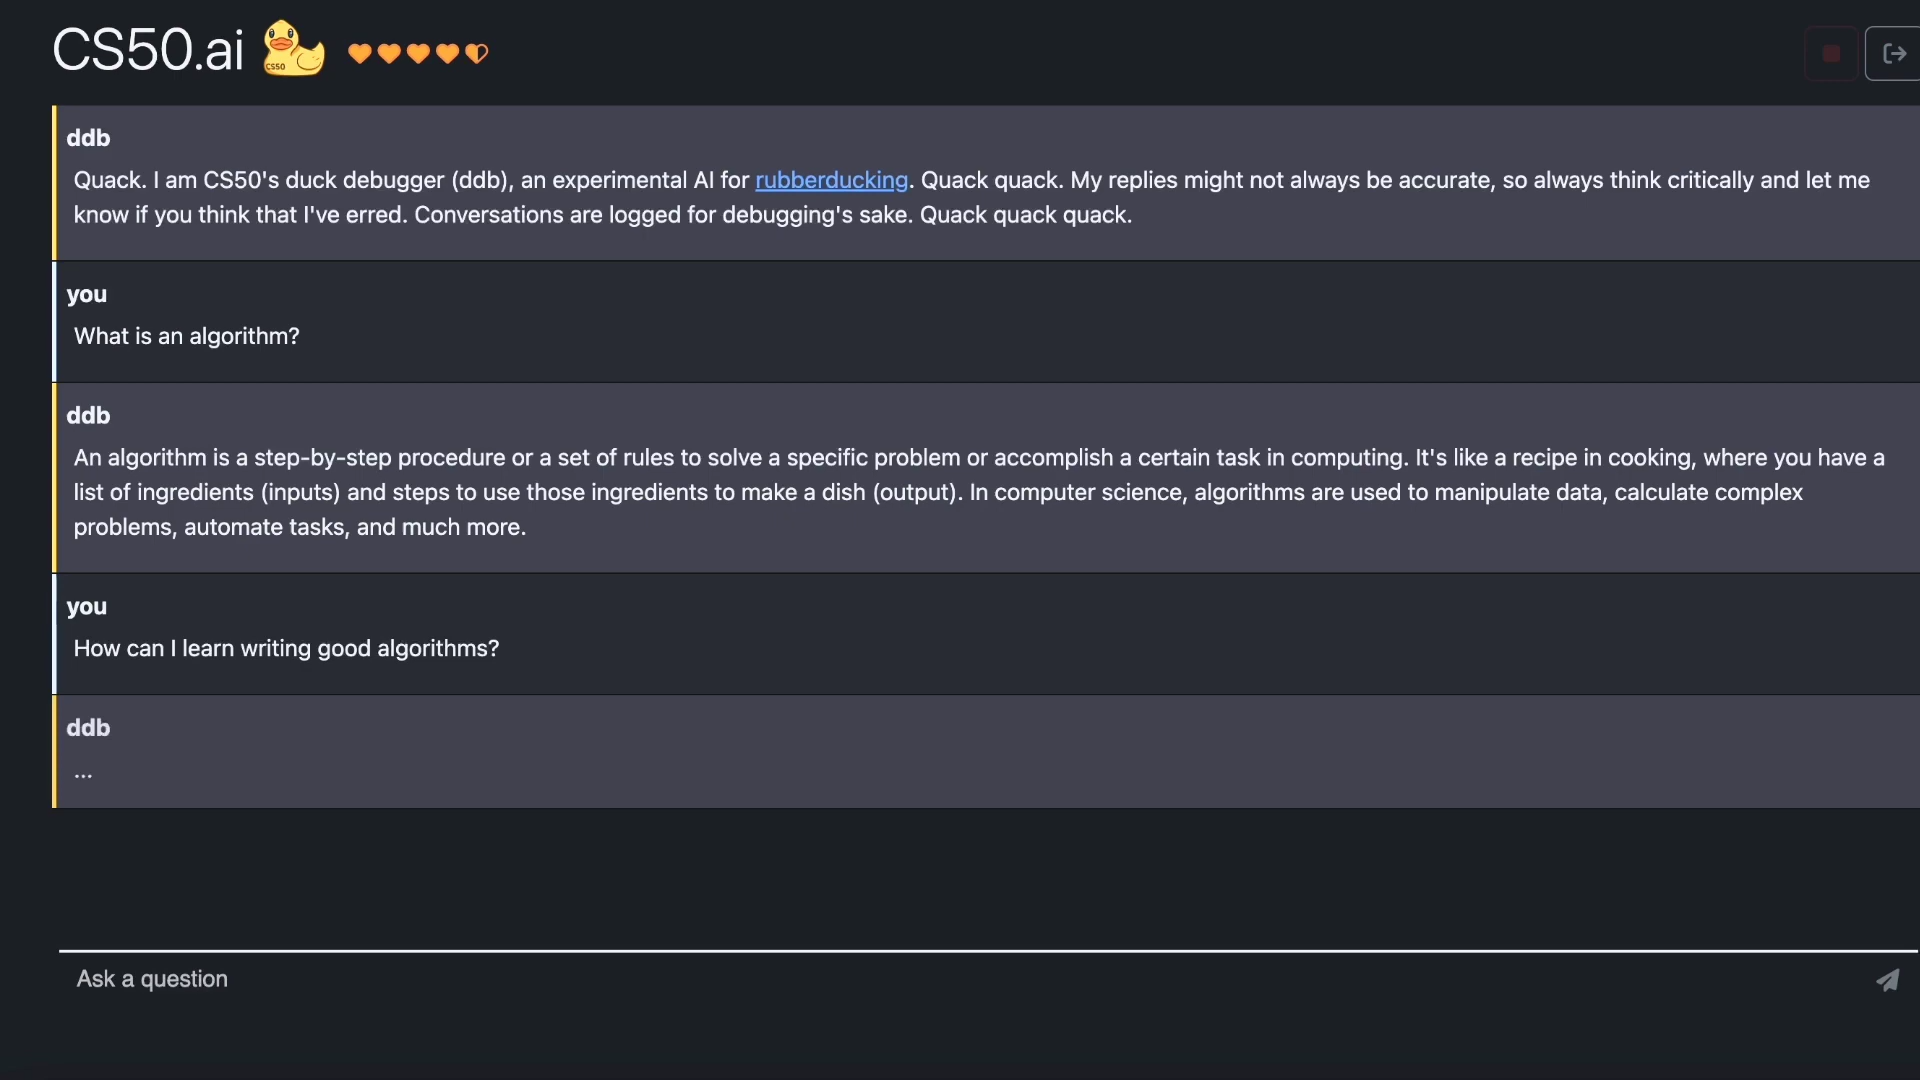 CS50.ai
CS50
ddb
Quack. I am CS50's duck debugger (ddb), an experimental AI for rubberducking. Quack quack. My replies might not always be accurate, so always think critically and let me
know if you think that I've erred. Conversations are logged for debugging's sake. Quack quack quack.
you
What is an algorithm?
ddb
An algorithm is a step-by-step procedure or a set of rules to solve a specific problem or accomplish a certain task in computing. It's like a recipe in cooking, where you have a
list of ingredients (inputs) and steps to use those ingredients to make a dish (output). In computer science, algorithms are used to manipulate data, calculate complex
problems, automate tasks, and much more.
you
How can I learn writing good algorithms?
ddb
...
Ask a question